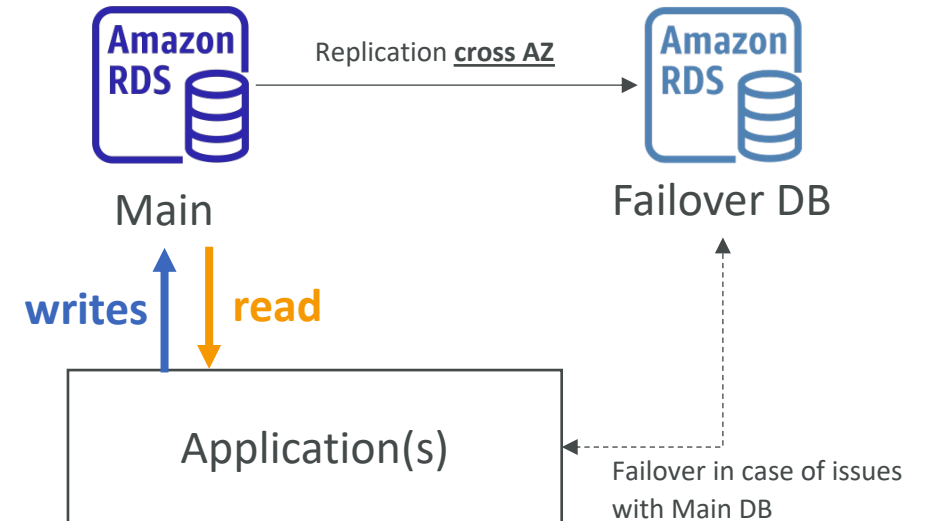 Amazon
RDS
Replication cross AZ
Amazon
RDS
Main
Failover DB
writes
read
Application(s)
Failover in case of issues
with Main DB